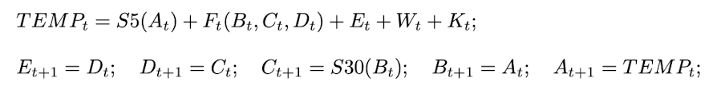 TEMP_t = S5(A_t) + F_t(B_t, C_t, D_t) + E_t + W_t + K_t;
E_{t+1} = D_t; D_{t+1} = C_t; C_{t+1} = S30(B_t); B_{t+1} = A_t; A_{t+1} = TEMP_t;